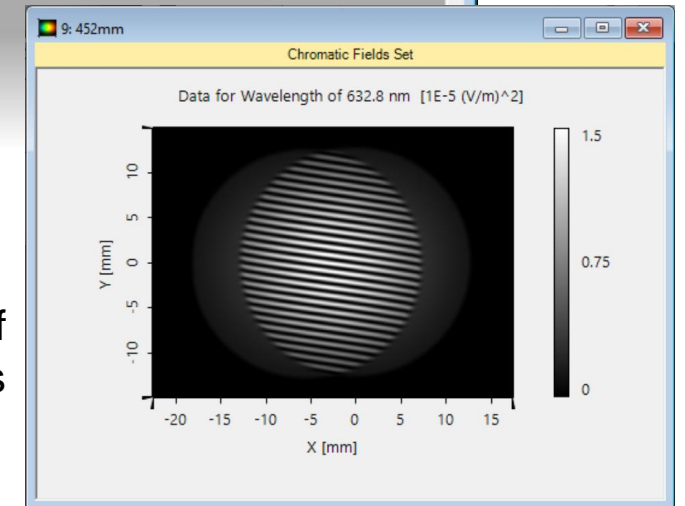 9: 452mm
Chromatic Fields Set
Data for Wavelength of 632.8 nm [1E-5 (V/m)^2]
1.5
0.75
0
Y [mm]
10
5
0
-5
-10
-20 -15 -10 -5 0 5 10 15
X [mm]
f
s